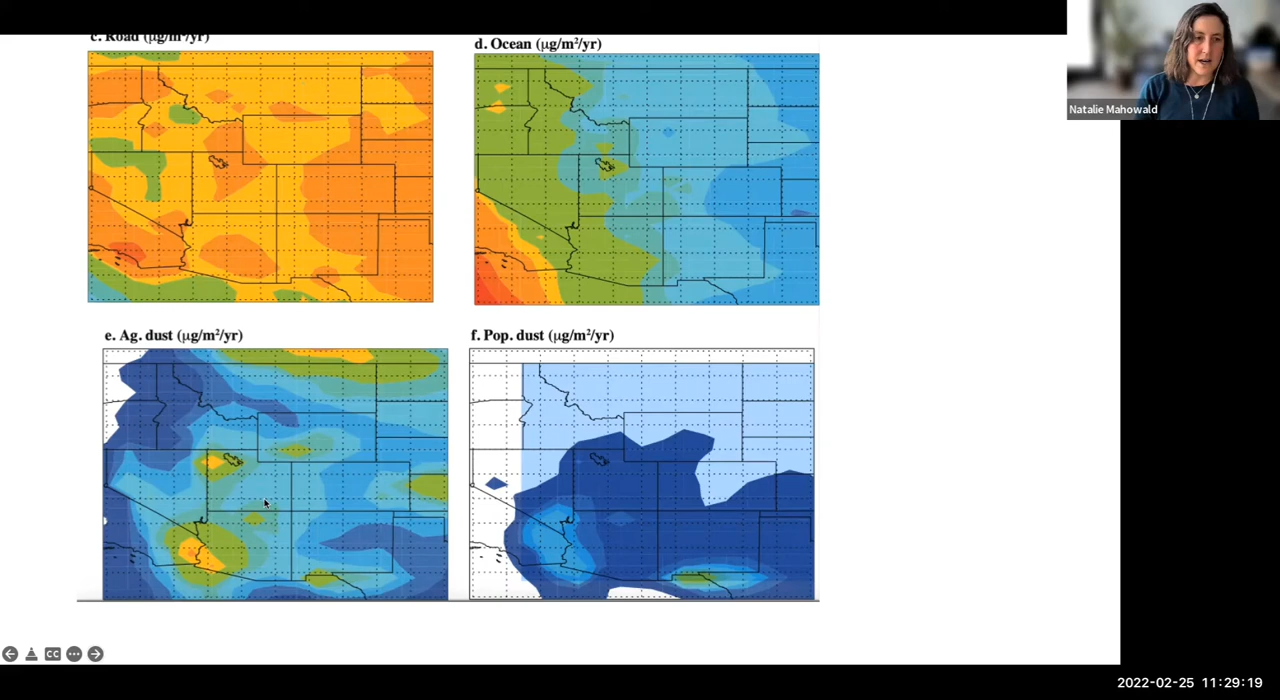 c. Road (μg/m²/yr)
d. Ocean (μg/m²/yr)
Natalie Mahowald
e. Ag. dust (μg/m²/yr)
f. Pop. dust (μg/m²/yr)
CC
2022-02-25 11:29:19